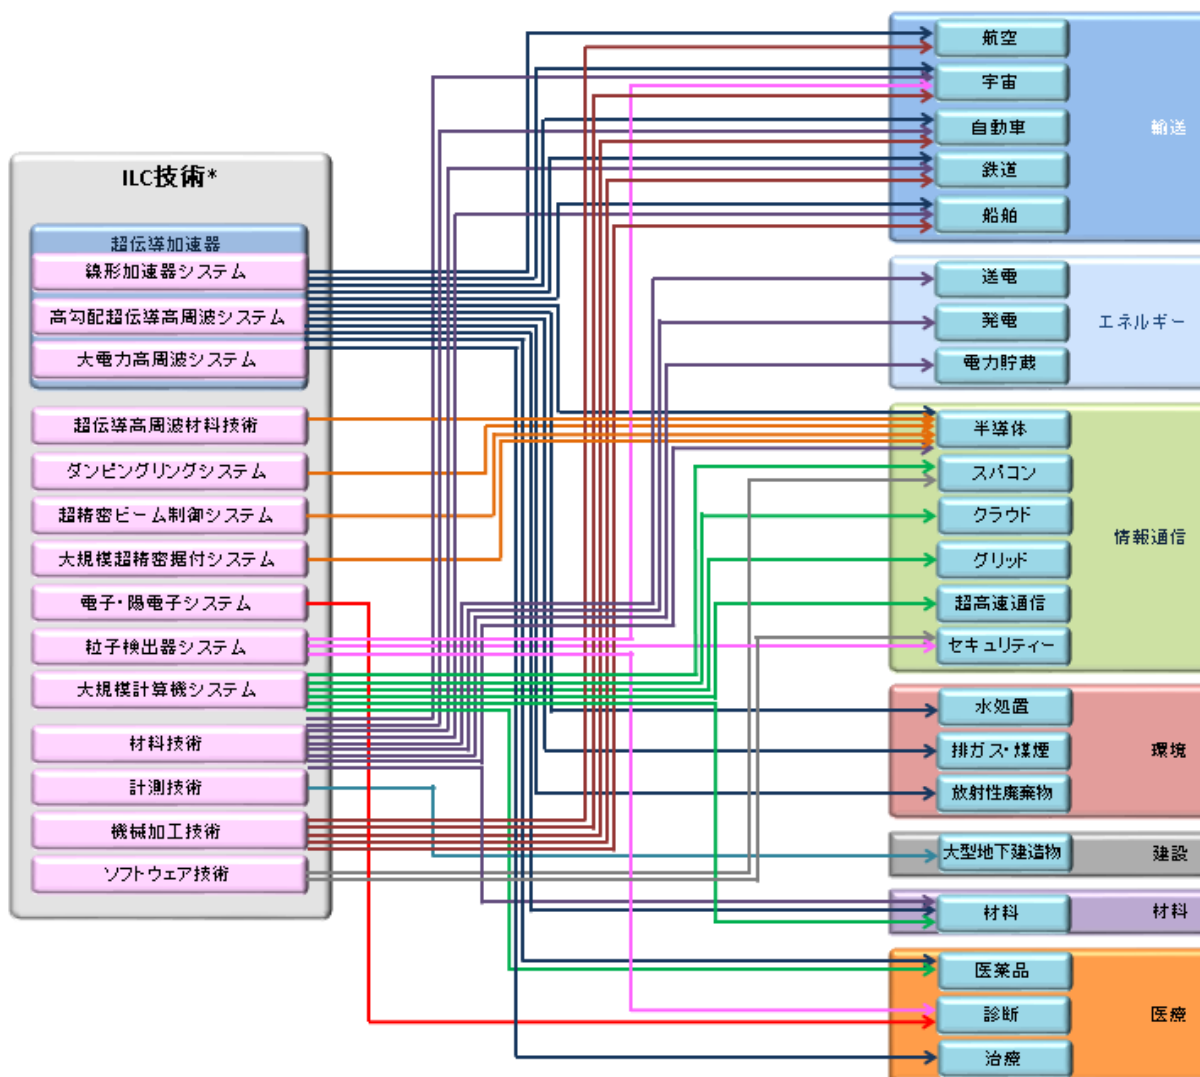 ILC技術*
超伝導加速器
線形加速器システム
高勾配超伝導高周波システム
大電力高周波システム
超伝導高周波材料技術
ダンピングリングシステム
超精密ビーム制御システム
大規模超精密据付システム
電子・陽電子システム
粒子検出器システム
大規模計算機システム
材料技術
計測技術
機械加工技術
ソフトウェア技術
航空
宇宙
自動車
鉄道
船舶
輸送
送電
発電
電力貯蔵
エネルギー
半導体
スパコン
クラウド
グリッド
超高速通信
セキュリティー
情報通信
水処置
排ガス・煤煙
放射性廃棄物
環境
大型地下建造物
建設
材料
材料
医薬品
診断
治療
医療